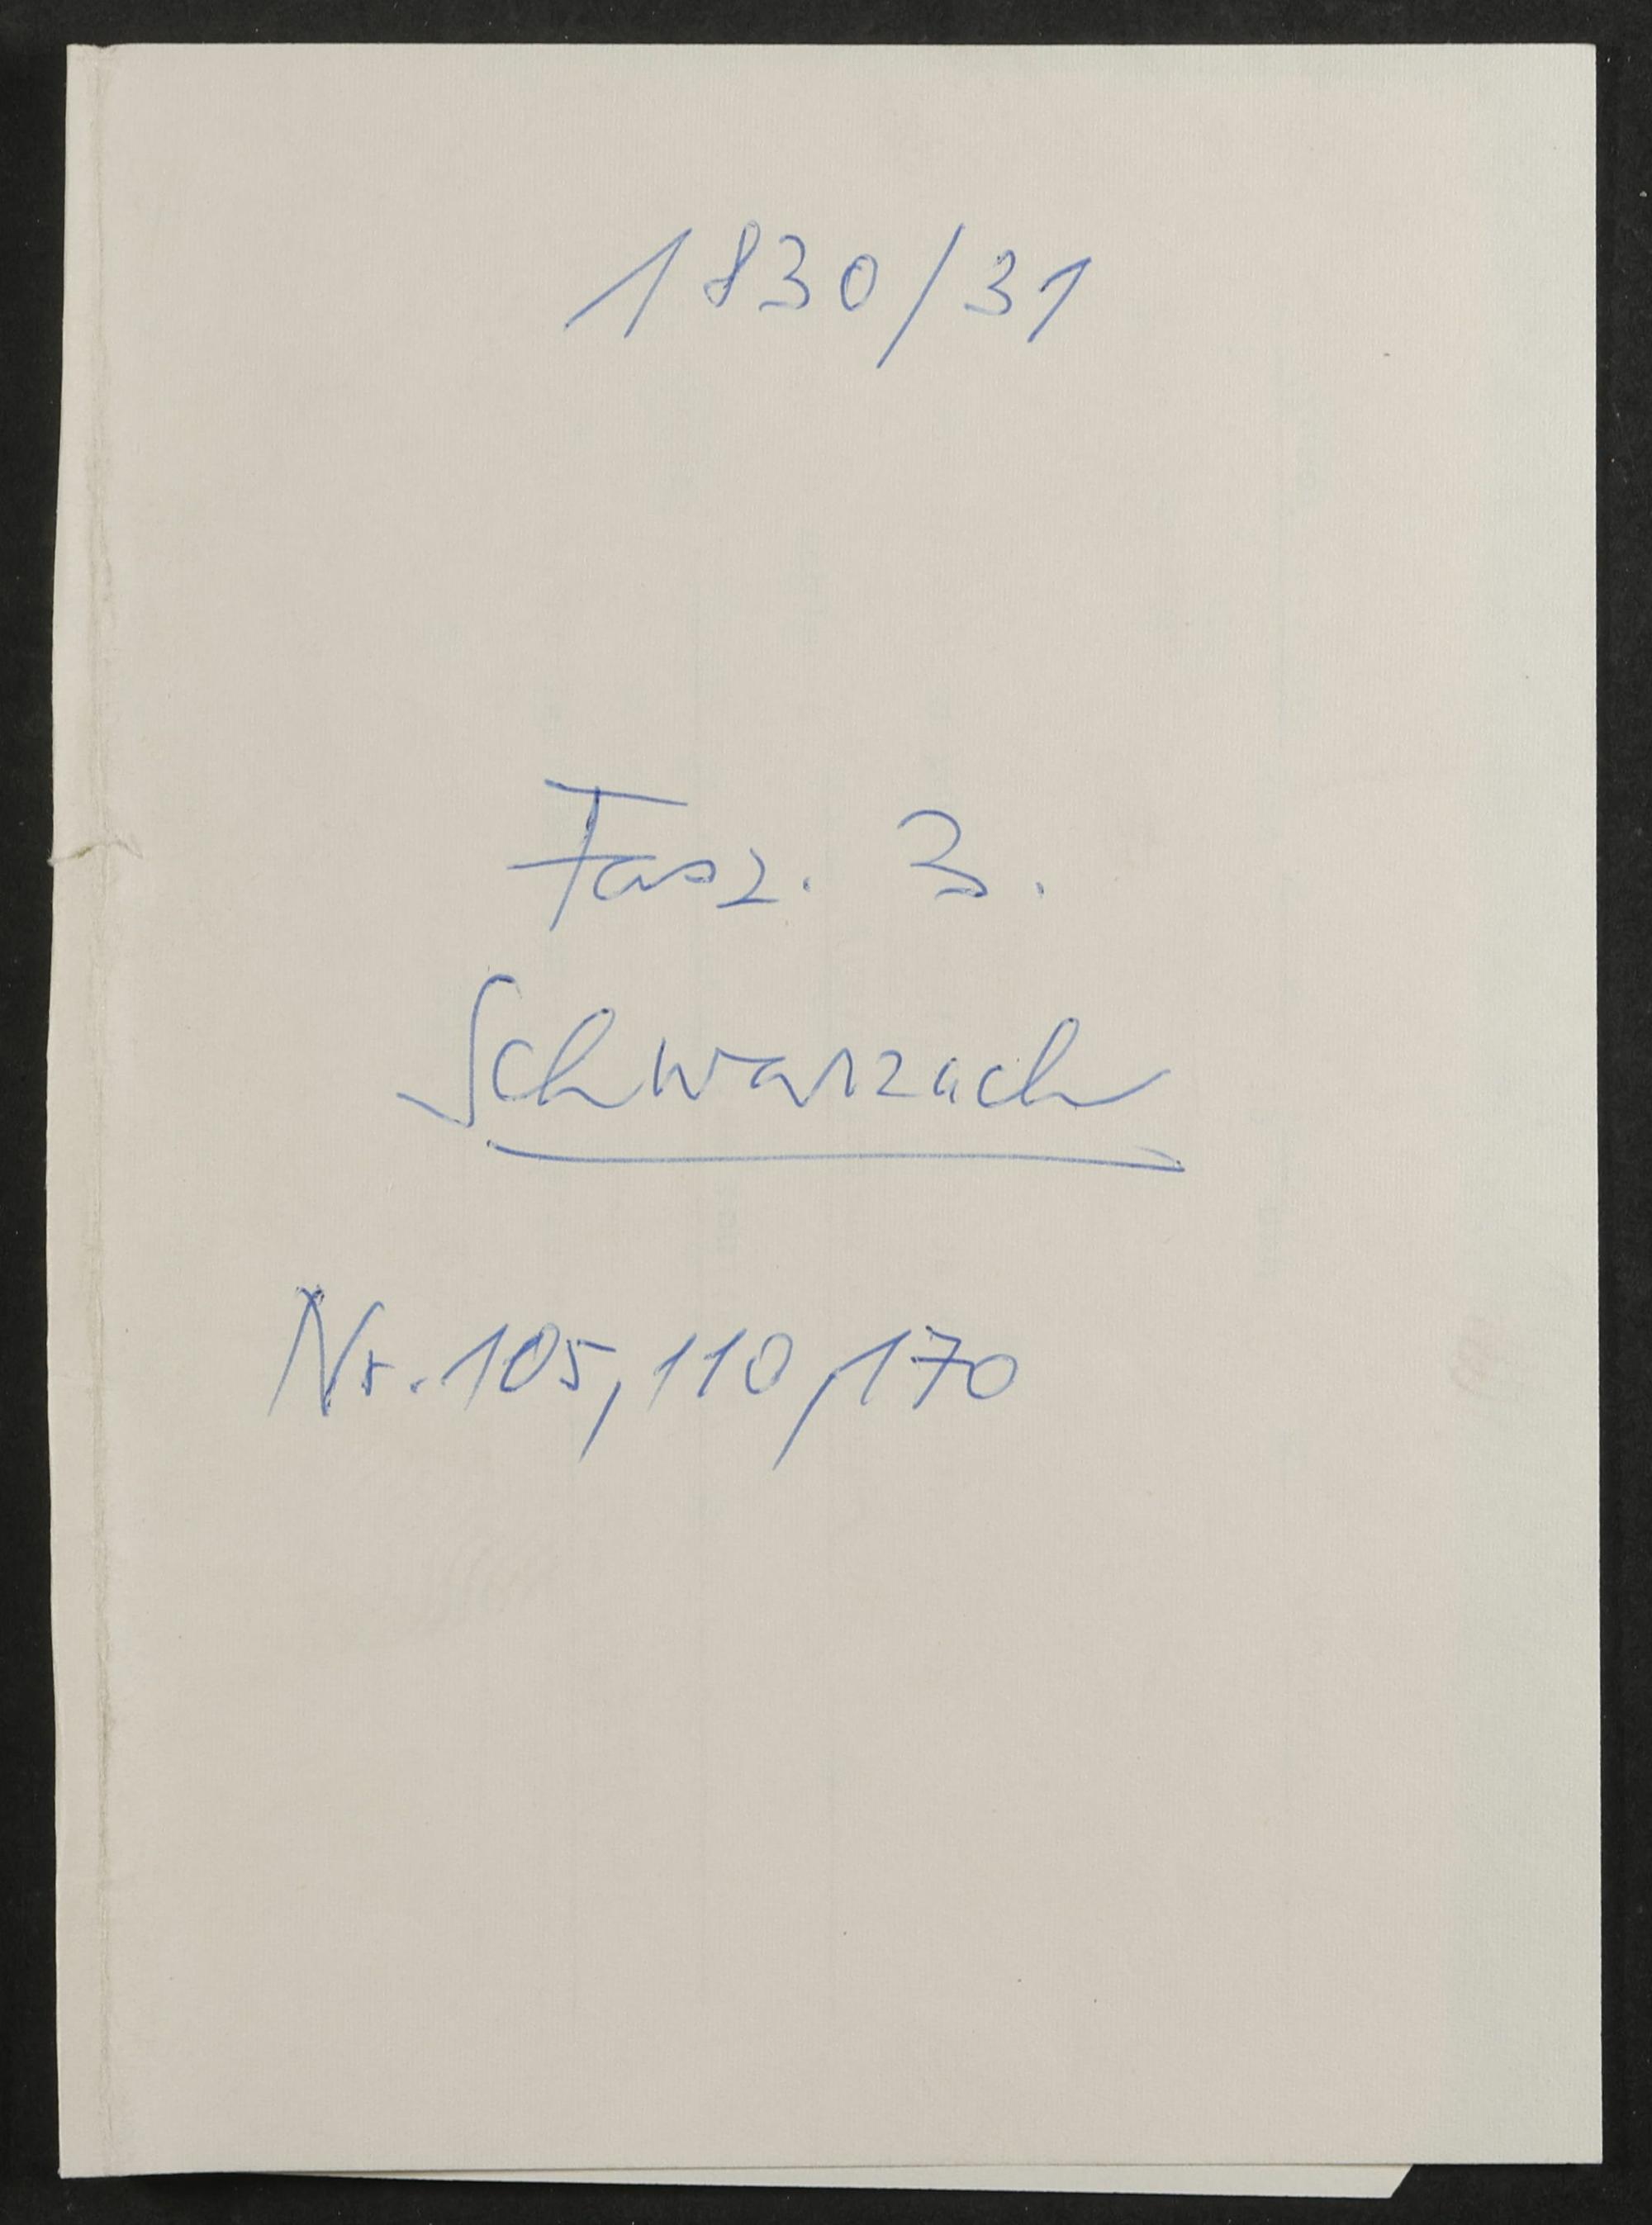 1830/31
Fasz. 3.
Schwarzach
Nr. 105, 110, 170